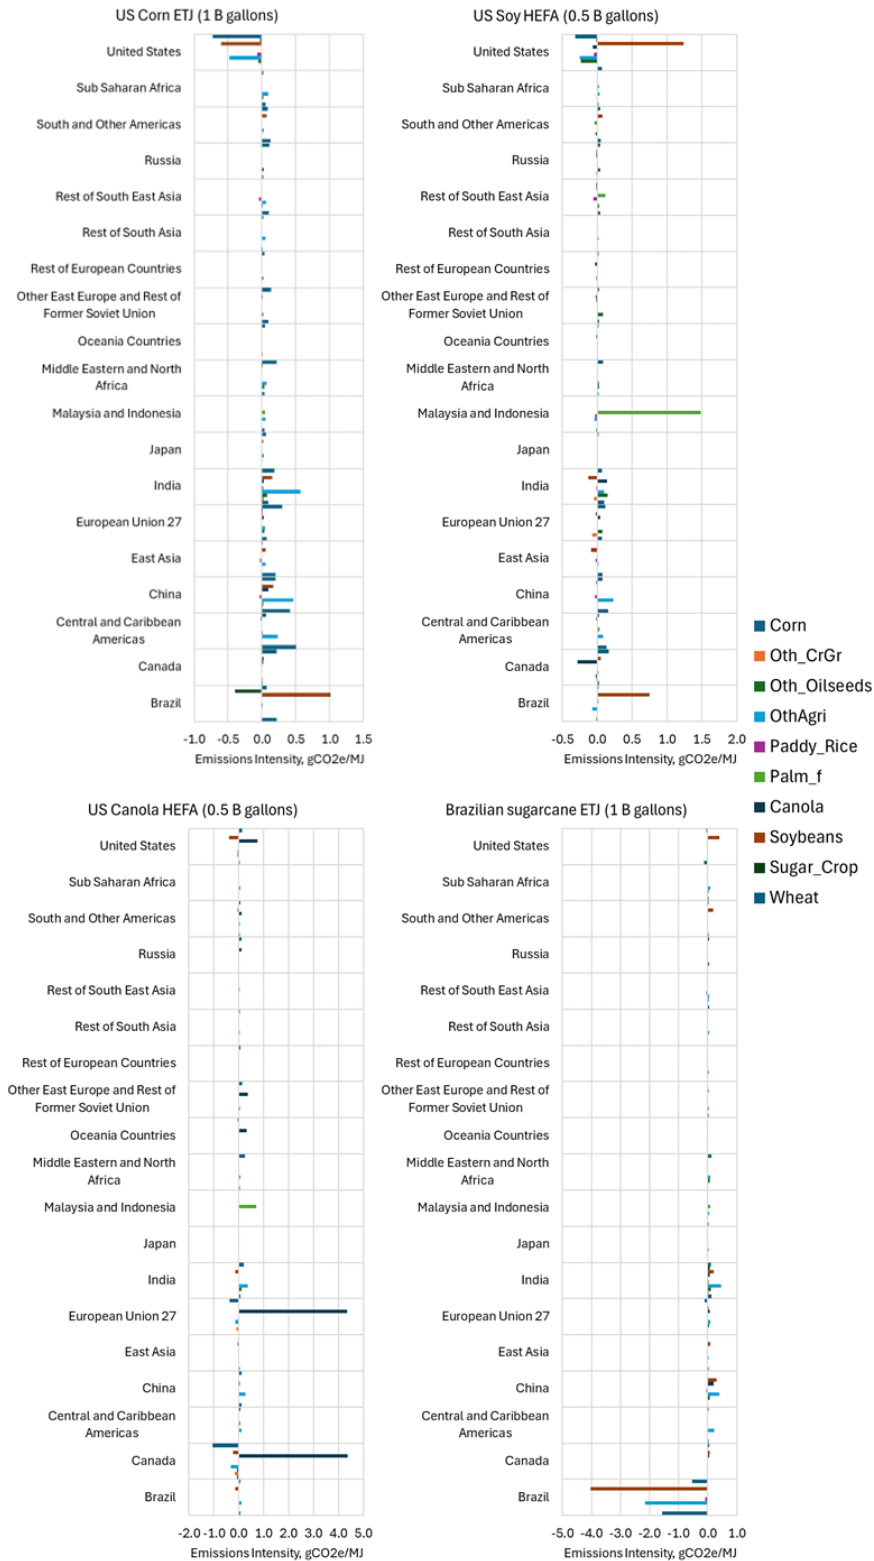 US Corn ETJ (1 B gallons)
United States
Sub Saharan Africa
South and Other Americas
Russia
Rest of South East Asia
Rest of South Asia
Rest of European Countries
Other East Europe and Rest of
Former Soviet Union
Oceania Countries
Middle Eastern and North
Africa
Malaysia and Indonesia
Japan
India
European Union 27
East Asia
China
Central and Caribbean
Americas
Canada
Brazil
-1.0 -0.5 0.0 0.5 1.0 1.5
Emissions Intensity, gCO2e/MJ
US Soy HEFA (0.5 B gallons)
United States
Sub Saharan Africa
South and Other Americas
Russia
Rest of South East Asia
Rest of South Asia
Rest of European Countries
Other East Europe and Rest of
Former Soviet Union
Oceania Countries
Middle Eastern and North
Africa
Malaysia and Indonesia
Japan
India
European Union 27
East Asia
China
Central and Caribbean
Americas
Canada
Brazil
-0.5 0.0 0.5 1.0 1.5 2.0
Emissions Intensity, gCO2e/MJ
Corn
Oth_CrGr
Oth_Oilseeds
OthAgri
Paddy_Rice
Palm_f
Canola
Soybeans
Sugar_Crop
Wheat
US Canola HEFA (0.5 B gallons)
United States
Sub Saharan Africa
South and Other Americas
Russia
Rest of South East Asia
Rest of South Asia
Rest of European Countries
Other East Europe and Rest of
Former Soviet Union
Oceania Countries
Middle Eastern and North
Africa
Malaysia and Indonesia
Japan
India
European Union 27
East Asia
China
Central and Caribbean
Americas
Canada
Brazil
-2.0 -1.0 0.0 1.0 2.0 3.0 4.0 5.0
Emissions Intensity, gCO2e/MJ
Brazilian sugarcane ETJ (1 B gallons)
United States
Sub Saharan Africa
South and Other Americas
Russia
Rest of South East Asia
Rest of South Asia
Rest of European Countries
Other East Europe and Rest of
Former Soviet Union
Oceania Countries
Middle Eastern and North
Africa
Malaysia and Indonesia
Japan
India
European Union 27
East Asia
China
Central and Caribbean
Americas
Canada
Brazil
-5.0 -4.0 -3.0 -2.0 -1.0 0.0 1.0
Emissions Intensity, gCO2e/MJ